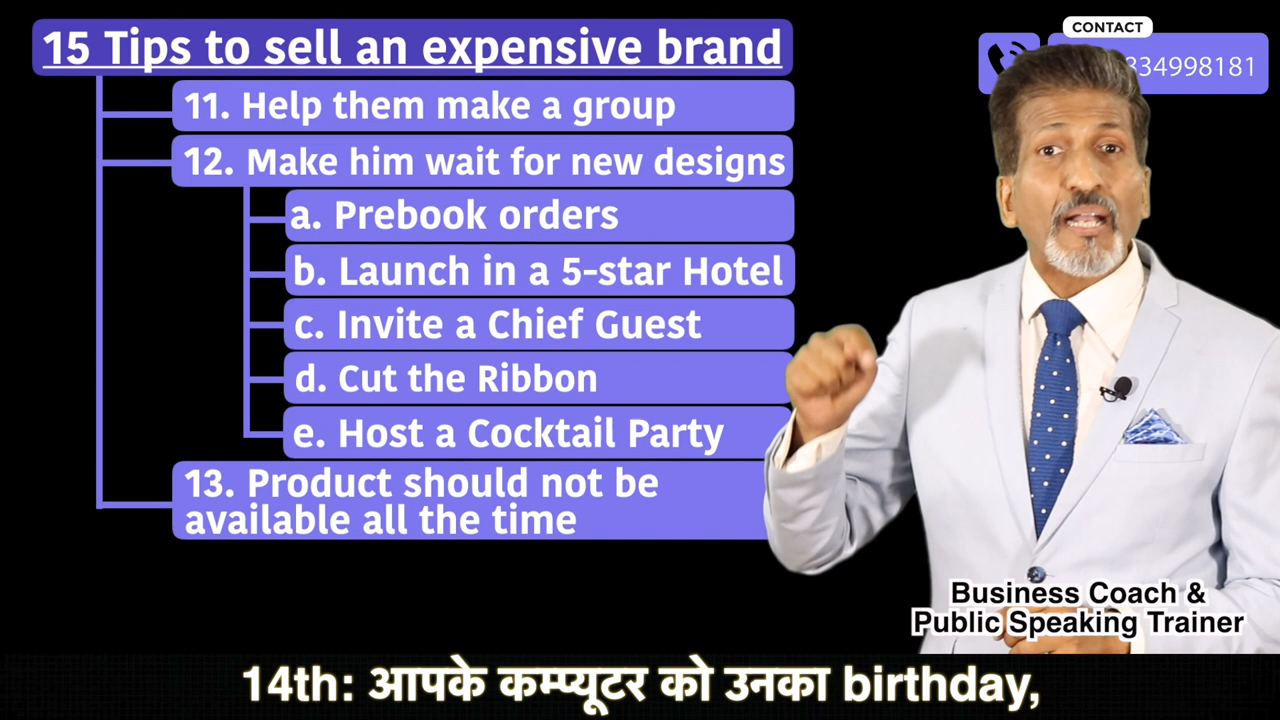 15 Tips to sell an expensive brand
CONTACT
834998181
11. Help them make a group
12. Make him wait for new designs
a. Prebook orders
b. Launch in a 5-star Hotel
c. Invite a Chief Guest
d. Cut the Ribbon
e. Host a Cocktail Party
13. Product should not be
available all the time
Business Coach &
Public Speaking Trainer
14th: आपके कम्प्यूटर को उनका birthday,